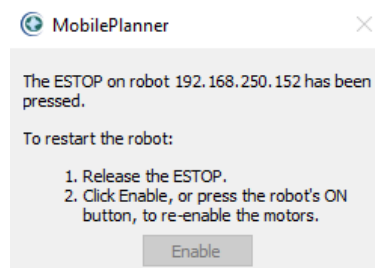 MobilePlanner
The ESTOP on robot 192.168.250.152 has been
pressed.
To restart the robot:
1. Release the ESTOP.
2. Click Enable, or press the robot's ON
button, to re-enable the motors.
Enable